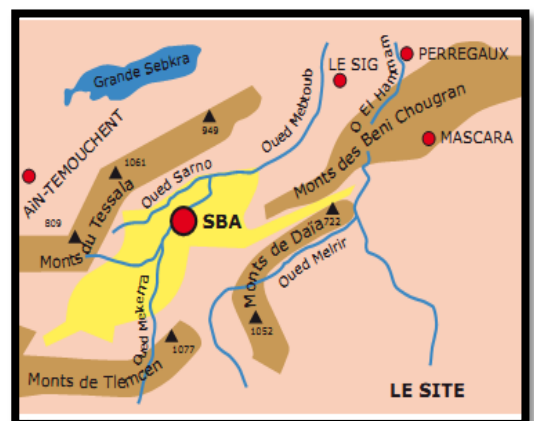 Grande Sebkra
LE SIG
PERREGAUX
O El Hammam
MASCARA
Oued Mebtoub
Monts des Beni Chougran
AïN-TEMOUCHENT
949
1061
Oued Sarno
809
Monts du Tessala
SBA
722
Monts de Daïa
Oued Melrir
Oued Mekerra
1052
1077
Monts de Tlemcen
LE SITE